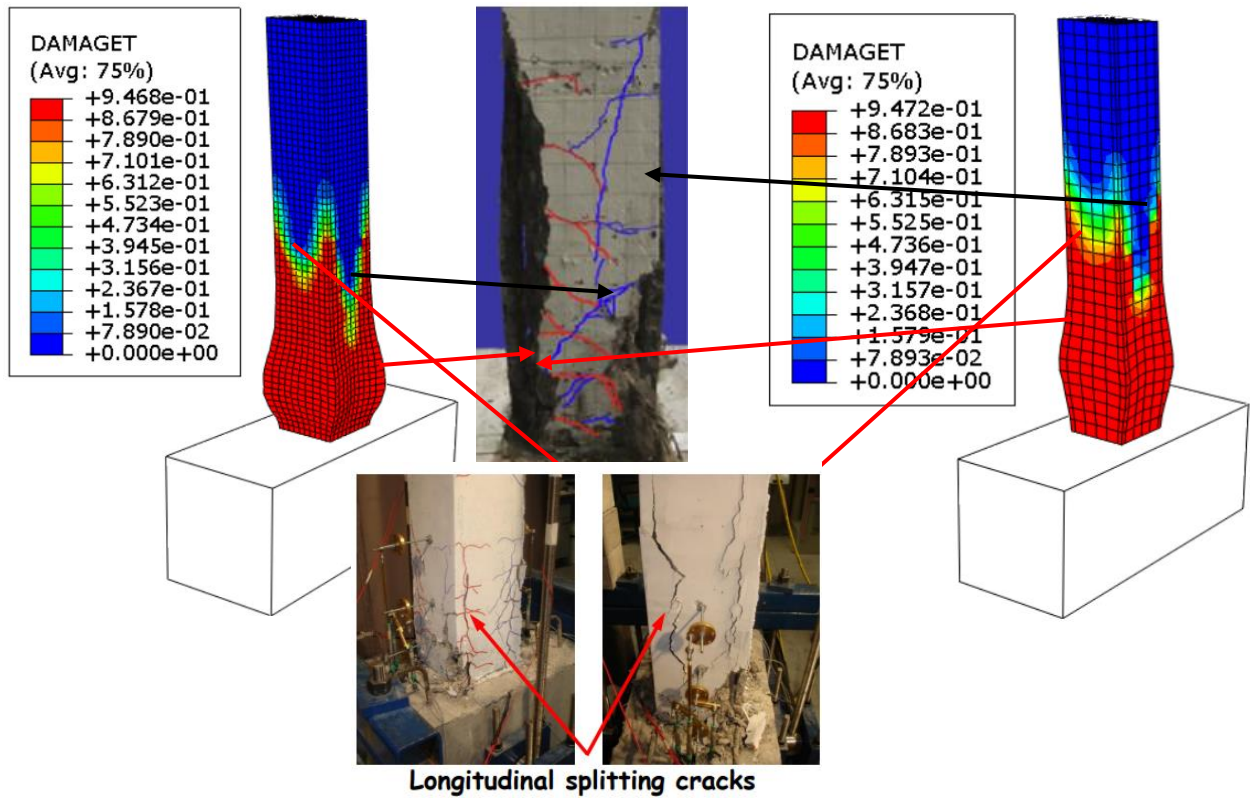 DAMAGET
(Avg: 75%)
+9.468e-01
+8.679e-01
+7.890e-01
+7.101e-01
+6.312e-01
+5.523e-01
+4.734e-01
+3.945e-01
+3.156e-01
+2.367e-01
+1.578e-01
+7.890e-02
+0.000e+00
DAMAGET
(Avg: 75%)
+9.472e-01
+8.683e-01
+7.893e-01
+7.104e-01
+6.315e-01
+5.525e-01
+4.736e-01
+3.947e-01
+3.157e-01
+2.368e-01
+1.579e-01
+7.893e-02
+0.000e+00
Longitudinal splitting cracks